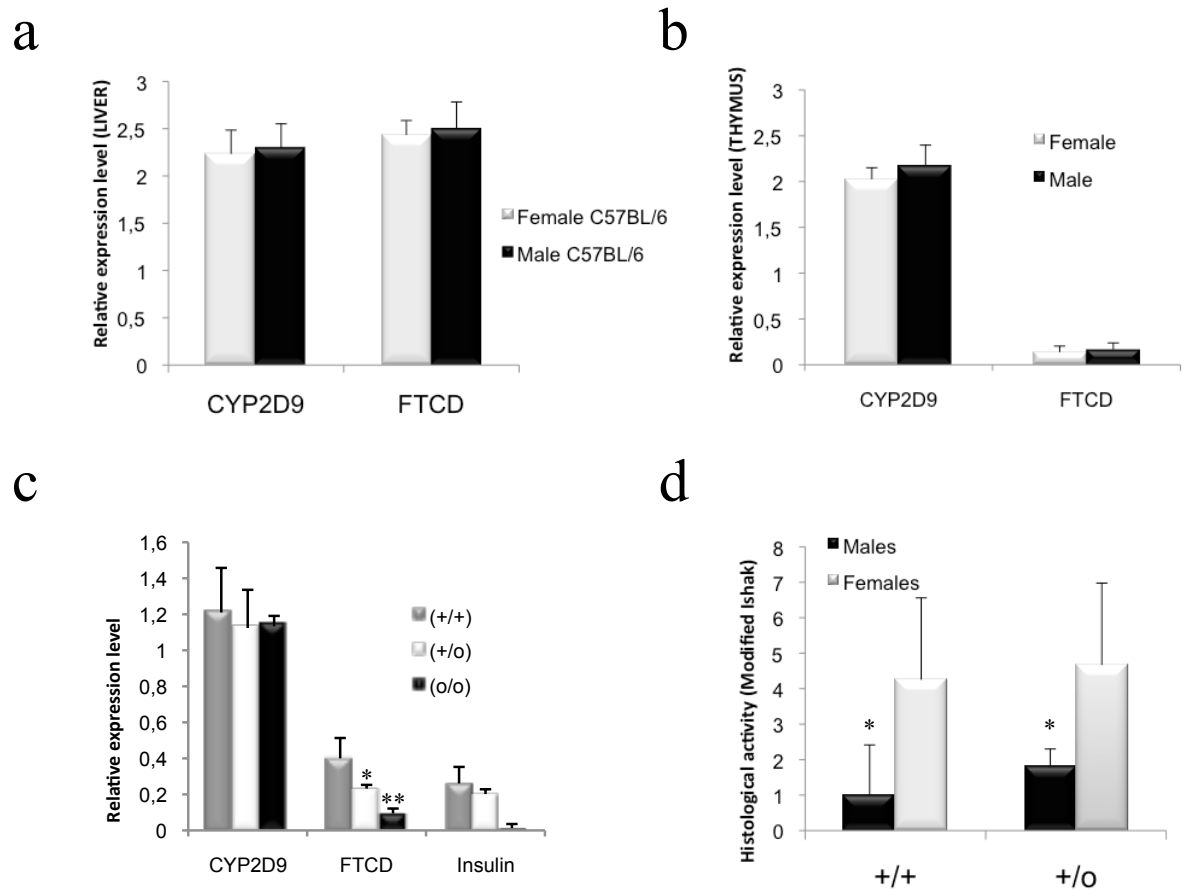 a
Relative expression level (LIVER)
3
2,5
2
1,5
1
0,5
0
CYP2D9
FTCD
Female C57BL/6
Male C57BL/6
b
Relative expression level (THYMUS)
3
2,5
2
1,5
1
0,5
0
CYP2D9
FTCD
Female
Male
c
Relative expression level
1,6
1,4
1,2
1
0,8
0,6
0,4
0,2
0
*
**
CYP2D9
FTCD
Insulin
(+/+)
(+/o)
(o/o)
d
Histological activity (Modified Ishak)
8
7
6
5
4
3
2
1
0
Males
Females
*
*
+/+
+/o